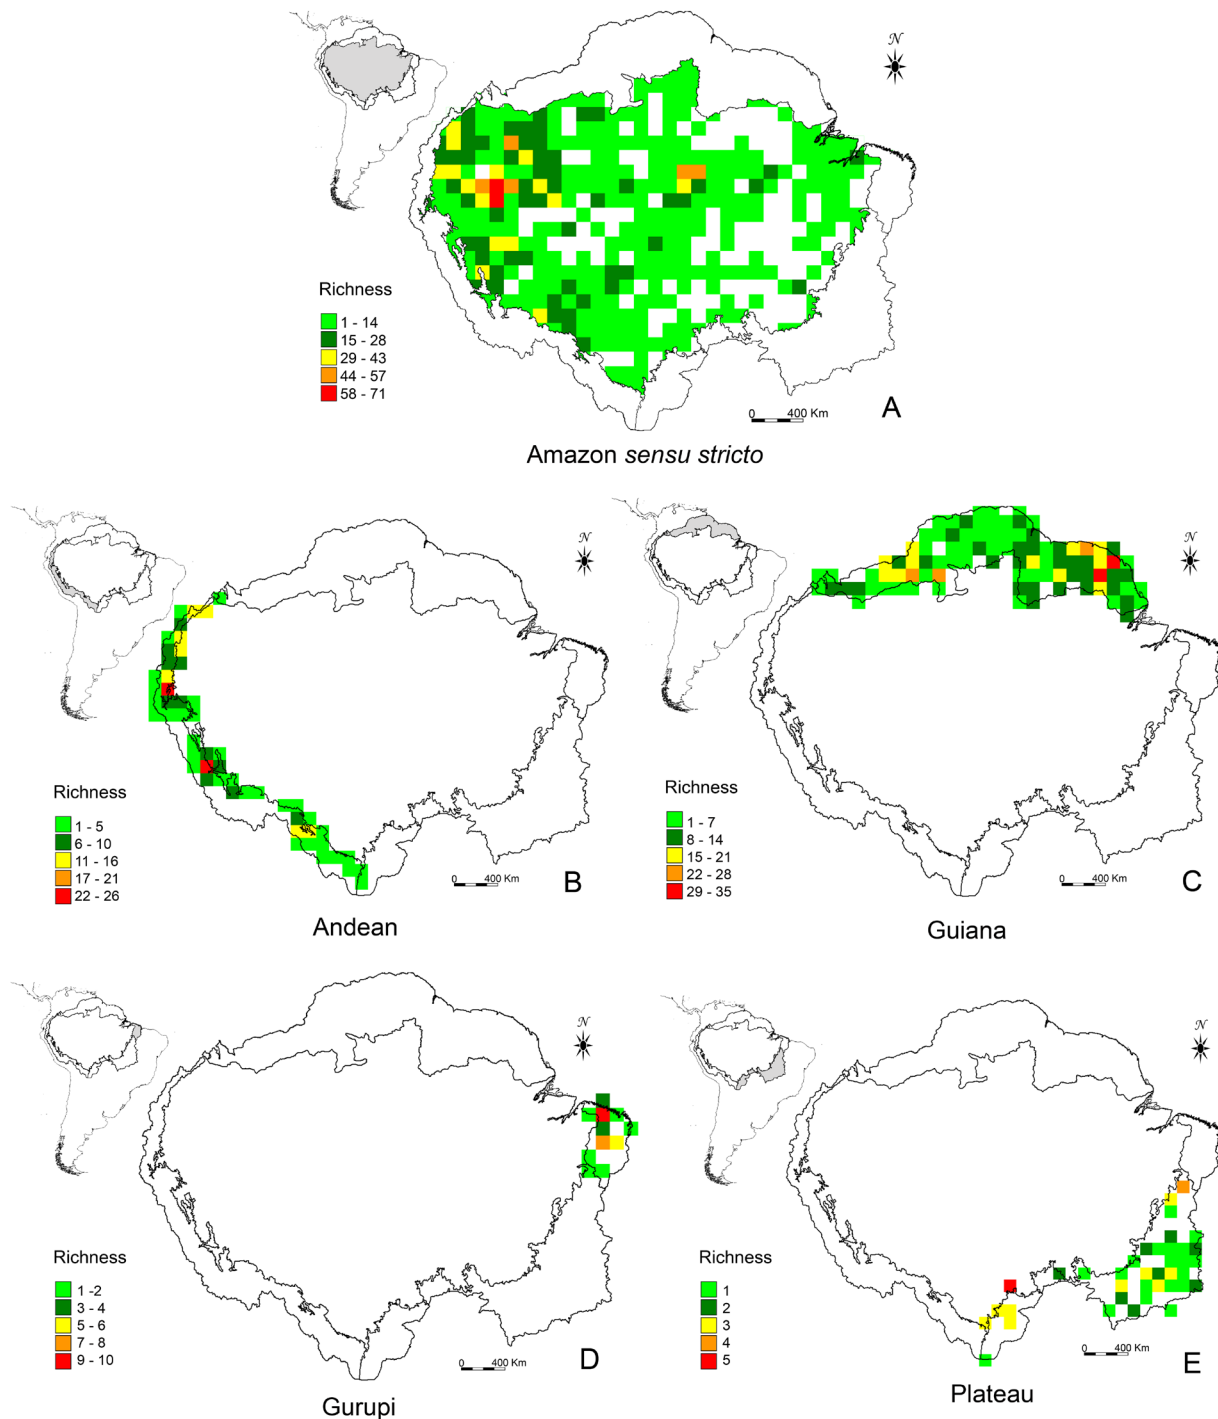 N
Richness
1 - 14
15 - 28
29 - 43
44 - 57
58 - 71
0 400 Km
A
Amazon sensu stricto
N
Richness
1 - 5
6 - 10
11 - 16
17 - 21
22 - 26
0 400 Km
B
Andean
N
Richness
1 - 7
8 - 14
15 - 21
22 - 28
29 - 35
0 400 Km
C
Guiana
N
Richness
1 -2
3 - 4
5 - 6
7 - 8
9 - 10
0 400 Km
D
Gurupi
N
Richness
1
2
3
4
5
0 400 Km
E
Plateau